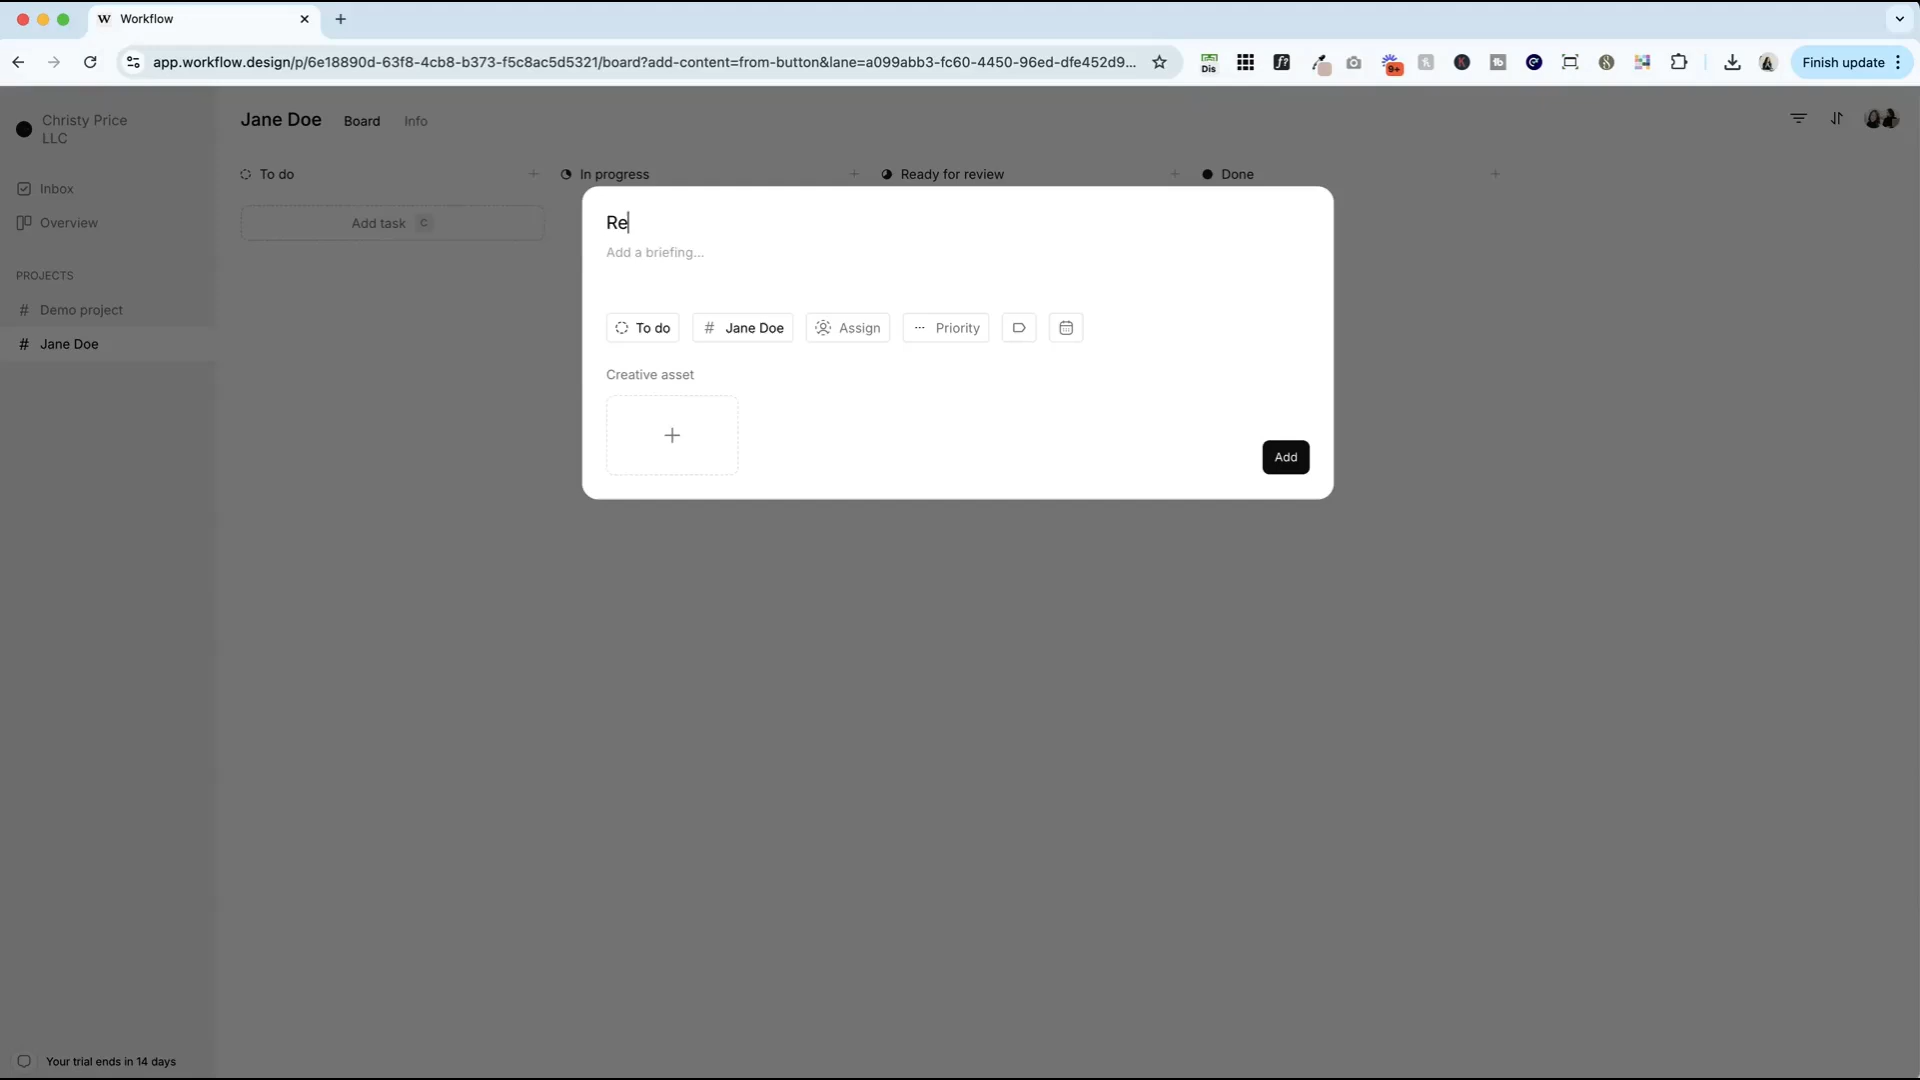 W Workflow
app.workflow.design/p/6e18890d-63f8-4cb8-b373-f5c8ac5d5321/board?add-content=from-button&lane=a099abb3-fc60-4450-96ed-dfe452d9...
Dis
f?
9+
K
tb
Finish update
Christy Price
LLC
Inbox
Overview
PROJECTS
# Demo project
# Jane Doe
Your trial ends in 14 days
Jane Doe Board Info
To do
In progress
Ready for review
Done
Add task C
Re
Add a briefing...
To do
# Jane Doe
Assign
Priority
Creative asset
Add